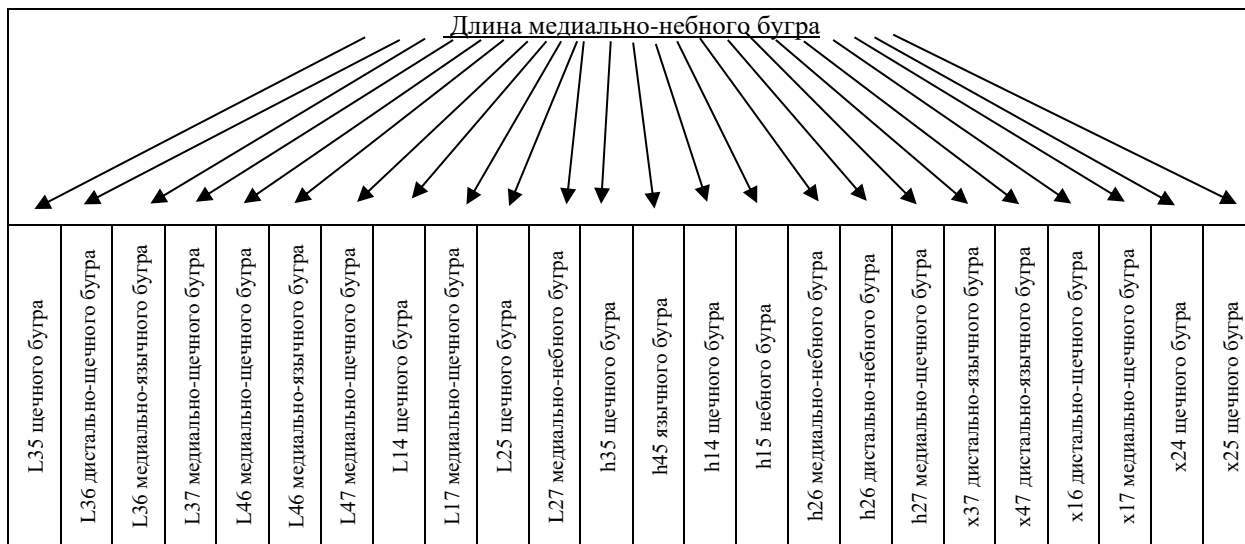 Длина медиально-небного бугра
L35 щечного бугра
L36 дистально-щечного бугра
L36 медиально-язычного бугра
L37 медиально-щечного бугра
L46 медиально-щечного бугра
L46 медиально-язычного бугра
L47 медиально-щечного бугра
L14 щечного бугра
L17 медиально-щечного бугра
L25 щечного бугра
L27 медиально-небного бугра
h35 щечного бугра
h45 язычного бугра
h14 щечного бугра
h15 небного бугра
h26 медиально-небного бугра
h26 дистально-небного бугра
h27 медиально-щечного бугра
x37 дистально-язычного бугра
x47 дистально-язычного бугра
x16 дистально-щечного бугра
x17 медиально-щечного бугра
x24 щечного бугра
x25 щечного бугра